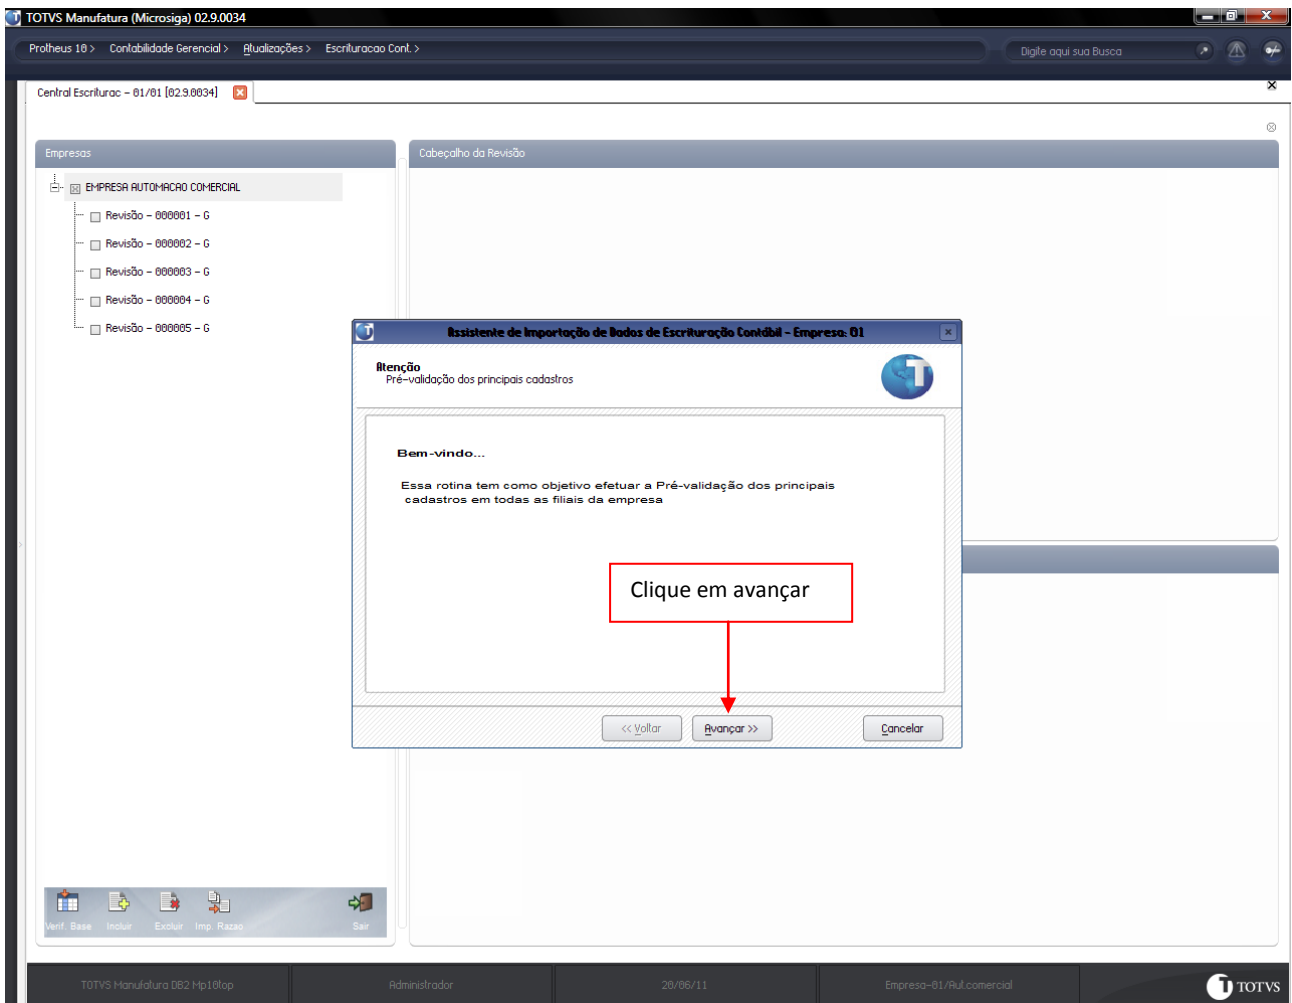 TOTVS Manufatura (Microsiga) 02.9.0034
Protheus 10 > Contabilidade Gerencial > Atualizações > Escrituracao Cont. >
Digite aqui sua Busca
Central Escriturac - 01/01 [02.9.0034]
Empresas
Cabeçalho da Revisão
EMPRESA AUTOMACAO COMERCIAL
Revisão - 000001 - G
Revisão - 000002 - G
Revisão - 000003 - G
Revisão - 000004 - G
Revisão - 000005 - G
Assistente de Importação de Dados de Escrituração Contábil - Empresa: 01
Atenção
Pré-validação dos principais cadastros
Bem-vindo...
Essa rotina tem como objetivo efetuar a Pré-validação dos principais
cadastros em todas as filiais da empresa
Clique em avançar
<< Voltar
Avançar >>
Cancelar
Verif. Base
Incluir
Excluir
Imp. Razao
Sair
TOTVS Manufatura DB2 Mp10top
Administrador
20/06/11
Empresa-01/Aut.comercial
TOTVS